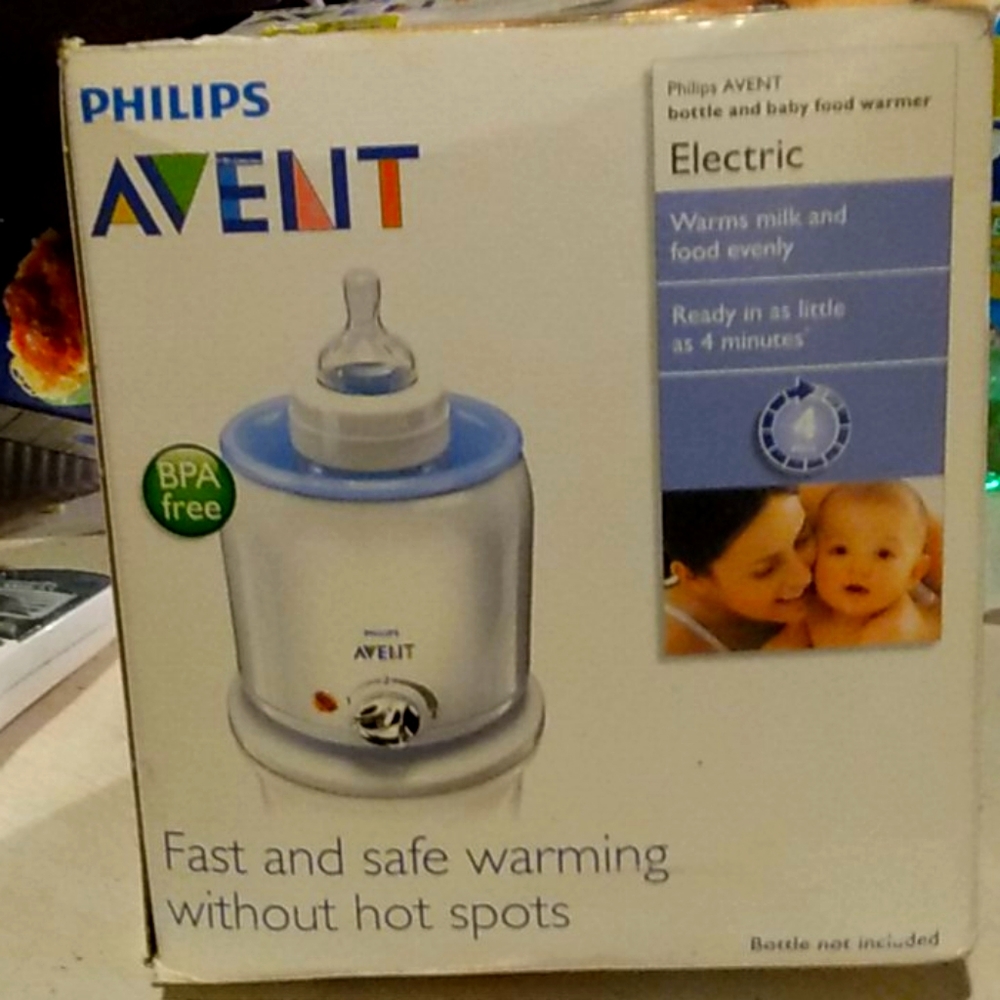 PHILIPS
AVENT
Philips AVENT
bottle and baby food warmer
Electric
Warms milk and
food evenly
Ready in as little
as 4 minutes*
4
BPA
free
PHILIPS
AVENT
Fast and safe warming
without hot spots
Bottle not included